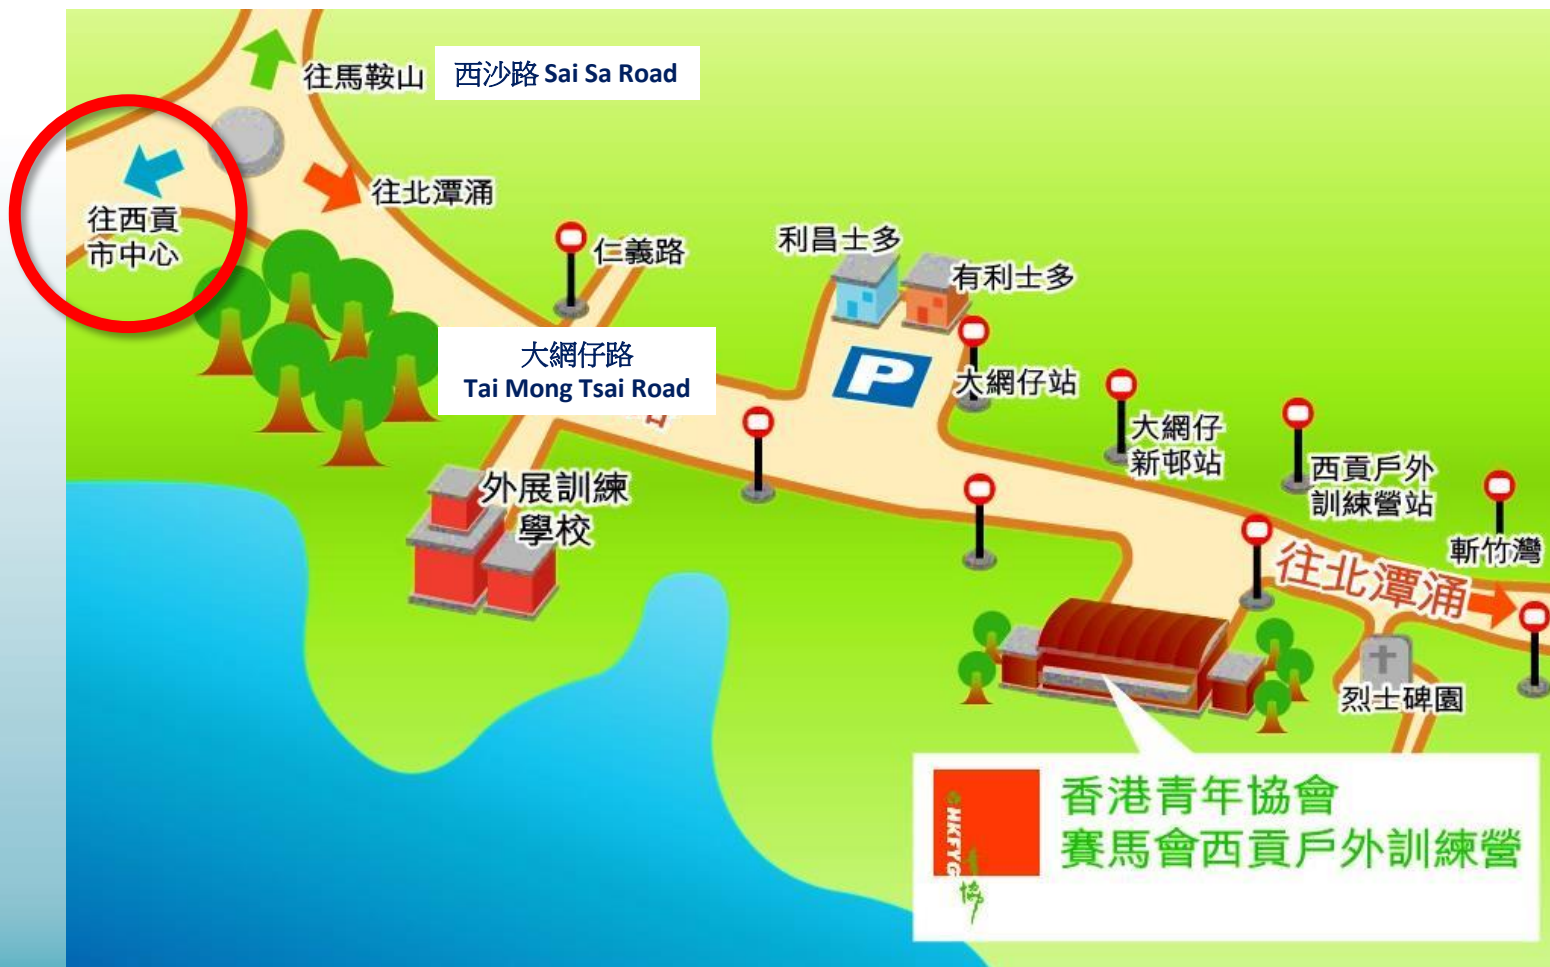 往馬鞍山
西沙路 Sai Sa Road
往北潭涌
往西貢
市中心
仁義路
利昌士多
有利士多
大網仔路
Tai Mong Tsai Road
P
大網仔站
大網仔
新邨站
西貢戶外
訓練營站
斬竹灣
外展訓練
學校
往北潭涌
烈士碑園
HKFYG
青協
香港青年協會
賽馬會西貢戶外訓練營